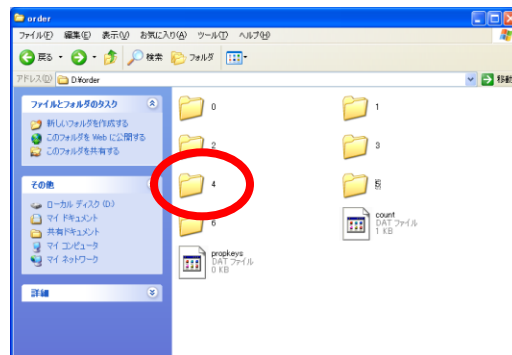 order
ファイル(F) 編集(E) 表示(V) お気に入り(A) ツール(T) ヘルプ(H)
戻る 検索 フォルダ
アドレス(D) D:¥order 移動
ファイルとフォルダのタスク
新しいフォルダを作成する
このフォルダを Web に公開する
このフォルダを共有する
その他
ローカル ディスク (D:)
マイ ドキュメント
共有ドキュメント
マイ コンピュータ
マイ ネットワーク
詳細
0
1
2
3
4
6
count
DAT ファイル
1 KB
propkeys
DAT ファイル
0 KB